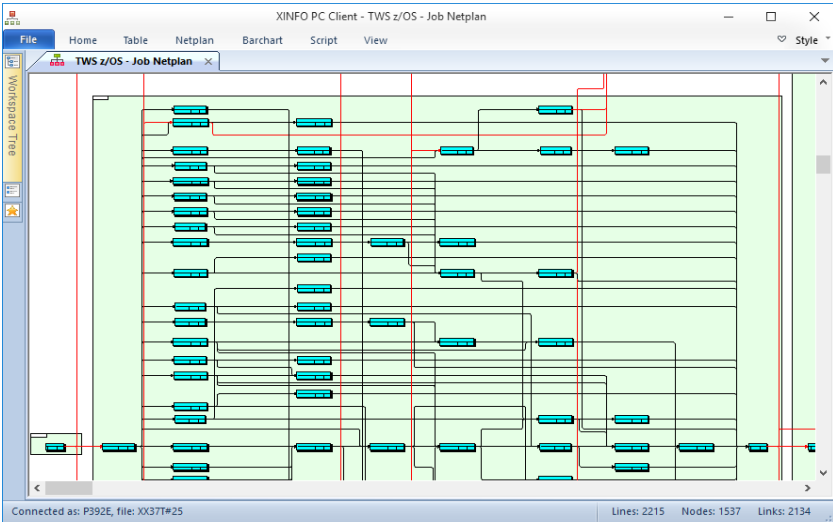 XINFO PC Client - TWS z/OS - Job Netplan
File Home Table Netplan Barchart Script View Style
TWS z/OS - Job Netplan
Workspace Tree
Connected as: P392E, file: XX37T#25 Lines: 2215 Nodes: 1537 Links: 2134